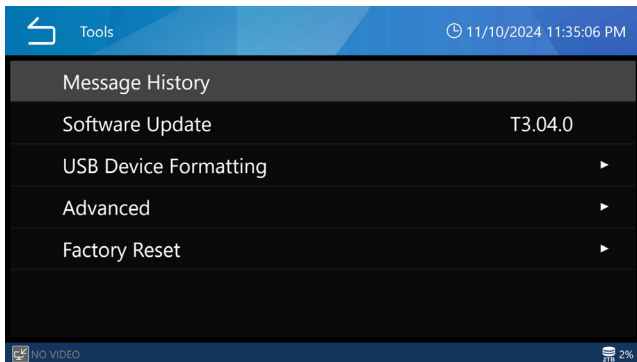 Tools 11/10/2024 11:35:06 PM
Message History
Software Update T3.04.0
USB Device Formatting
Advanced
Factory Reset
NO VIDEO 2TB 2%